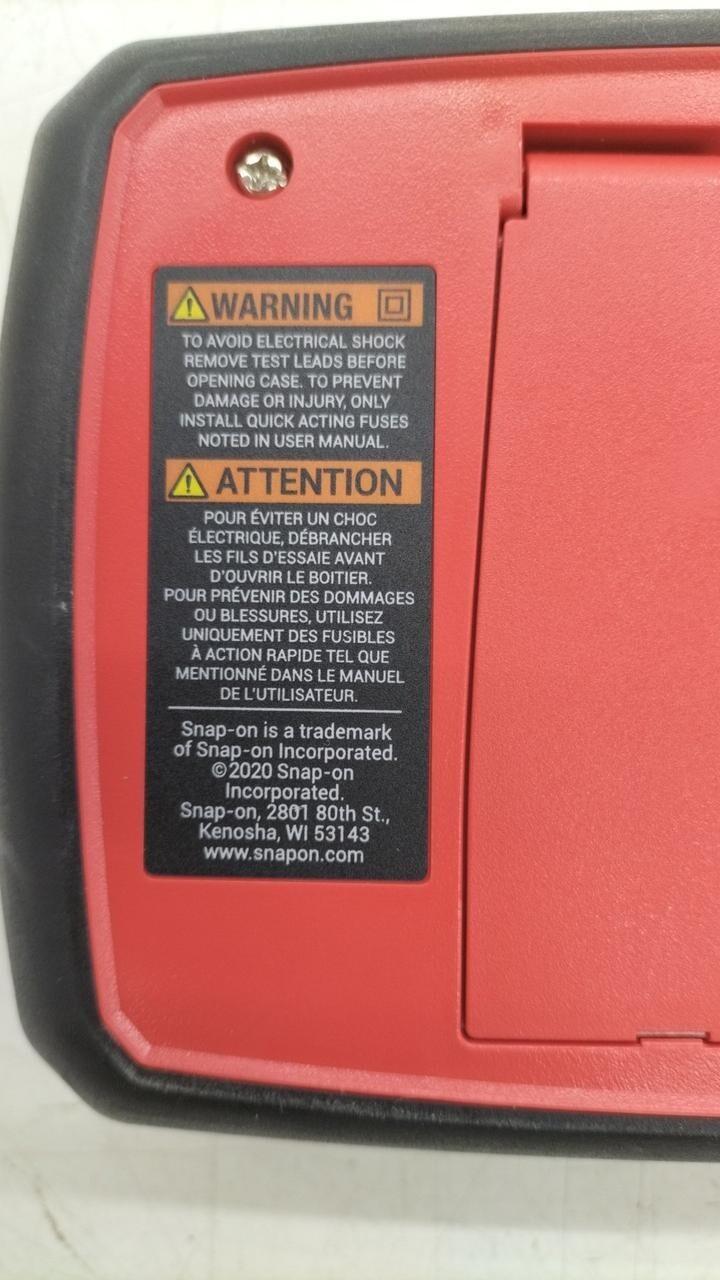 WARNING
TO AVOID ELECTRICAL SHOCK
REMOVE TEST LEADS BEFORE
OPENING CASE. TO PREVENT
DAMAGE OR INJURY, ONLY
INSTALL QUICK ACTING FUSES
NOTED IN USER MANUAL.
ATTENTION
POUR ÉVITER UN CHOC
ÉLECTRIQUE, DÉBRANCHER
LES FILS D'ESSAIE AVANT
D'OUVRIR LE BOITIER.
POUR PRÉVENIR DES DOMMAGES
OU BLESSURES, UTILISEZ
UNIQUEMENT DES FUSIBLES
À ACTION RAPIDE TEL QUE
MENTIONNÉ DANS LE MANUEL
DE L'UTILISATEUR.
Snap-on is a trademark
of Snap-on Incorporated.
©2020 Snap-on
Incorporated.
Snap-on, 2801 80th St.,
Kenosha, WI 53143
www.snapon.com